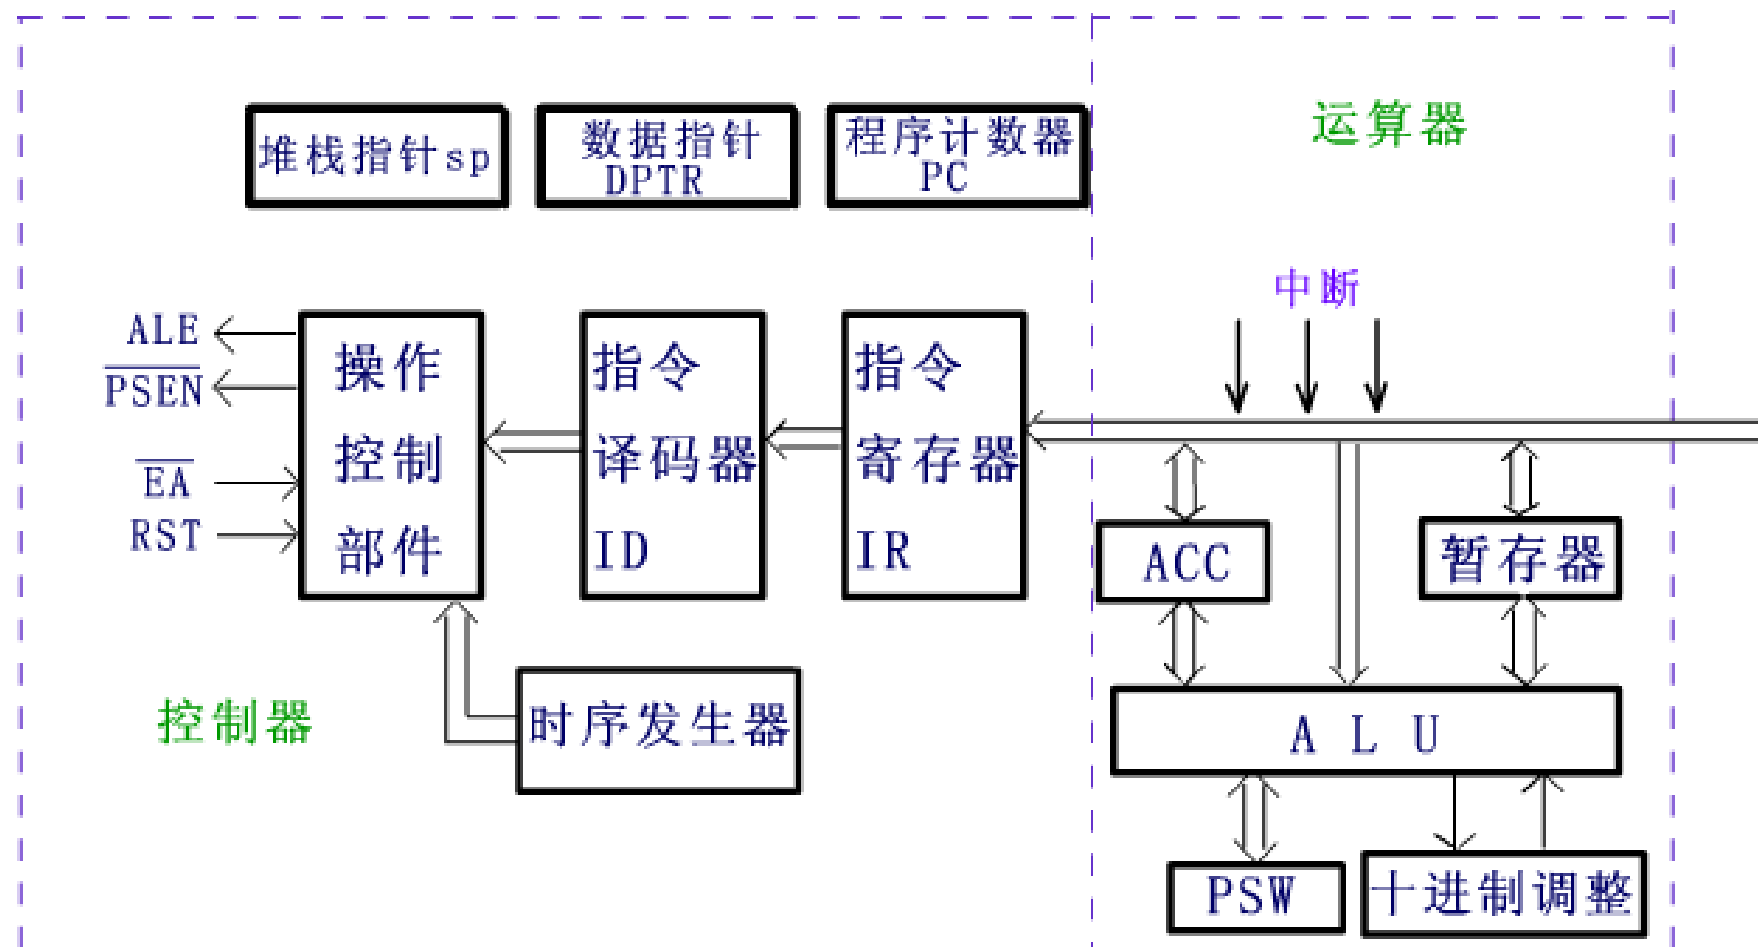 运算器
堆栈指针sp
数据指针
DPTR
程序计数器
PC
中断
ALE
PSEN
EA
RST
操作
控制
部件
指令
译码器
ID
指令
寄存器
IR
ACC
暂存器
控制器
时序发生器
A L U
PSW
十进制调整